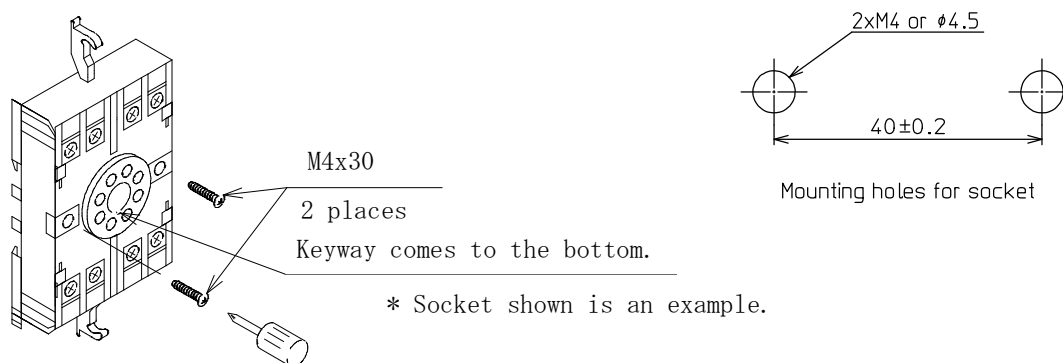 2xM4 or φ4.5
40±0.2
Mounting holes for socket
M4x30
2 places
Keyway comes to the bottom.
* Socket shown is an example.